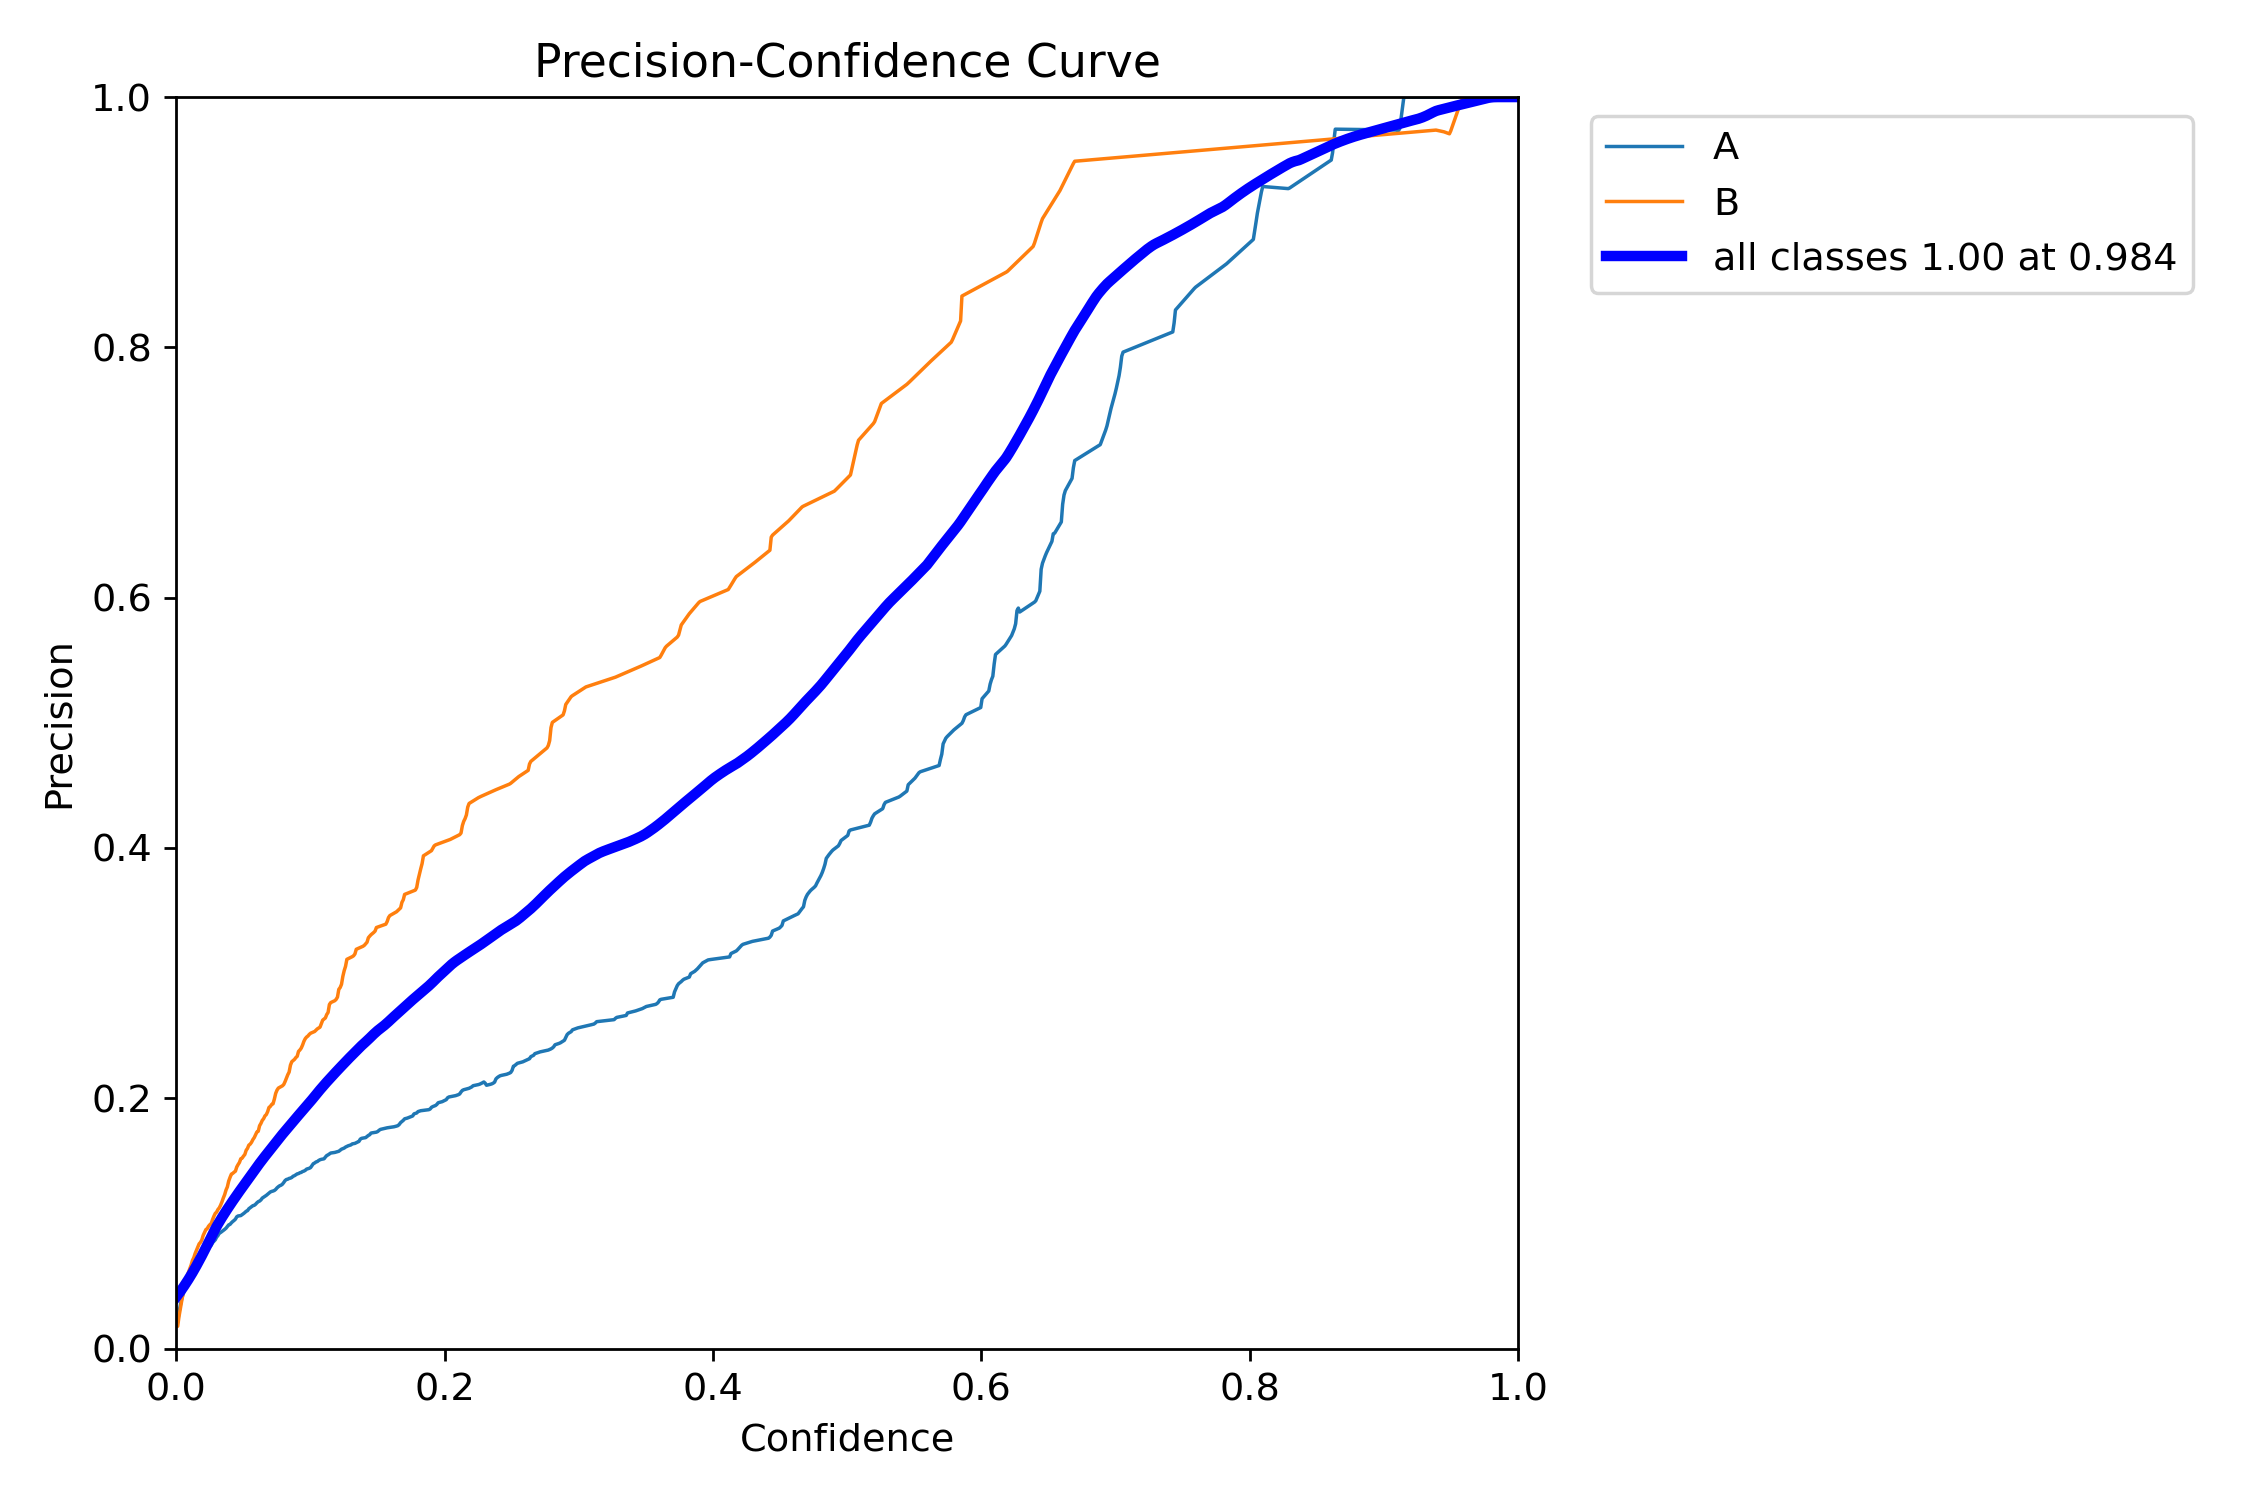 Precision-Confidence Curve
1.0
0.8
0.6
0.4
0.2
0.0
Precision
0.0 0.2 0.4 0.6 0.8 1.0
Confidence
A
B
all classes 1.00 at 0.984